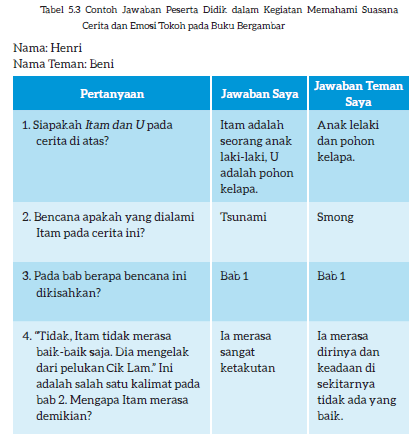 Tabel 5.3 Contoh Jawaban Peserta Didik dalam Kegiatan Memahami Suasana
Cerita dan Emosi Tokoh pada Buku Bergambar
Nama: Henri
Nama Teman: Beni
Pertanyaan
Jawaban Saya
Jawaban Teman
Saya
1. Siapakah Itam dan U pada
cerita di atas?
Itam adalah
seorang anak
laki-laki, U
adalah pohon
kelapa.
Anak lelaki
dan pohon
kelapa.
2. Bencana apakah yang dialami
Itam pada cerita ini?
Tsunami
Smong
3. Pada bab berapa bencana ini
dikisahkan?
Bab 1
Bab 1
4. “Tidak, Itam tidak merasa
baik-baik saja. Dia mengelak
dari pelukan Cik Lam.” Ini
adalah salah satu kalimat pada
bab 2. Mengapa Itam merasa
demikian?
Ia merasa
sangat
ketakutan
Ia merasa
dirinya dan
keadaan di
sekitarnya
tidak ada yang
baik.